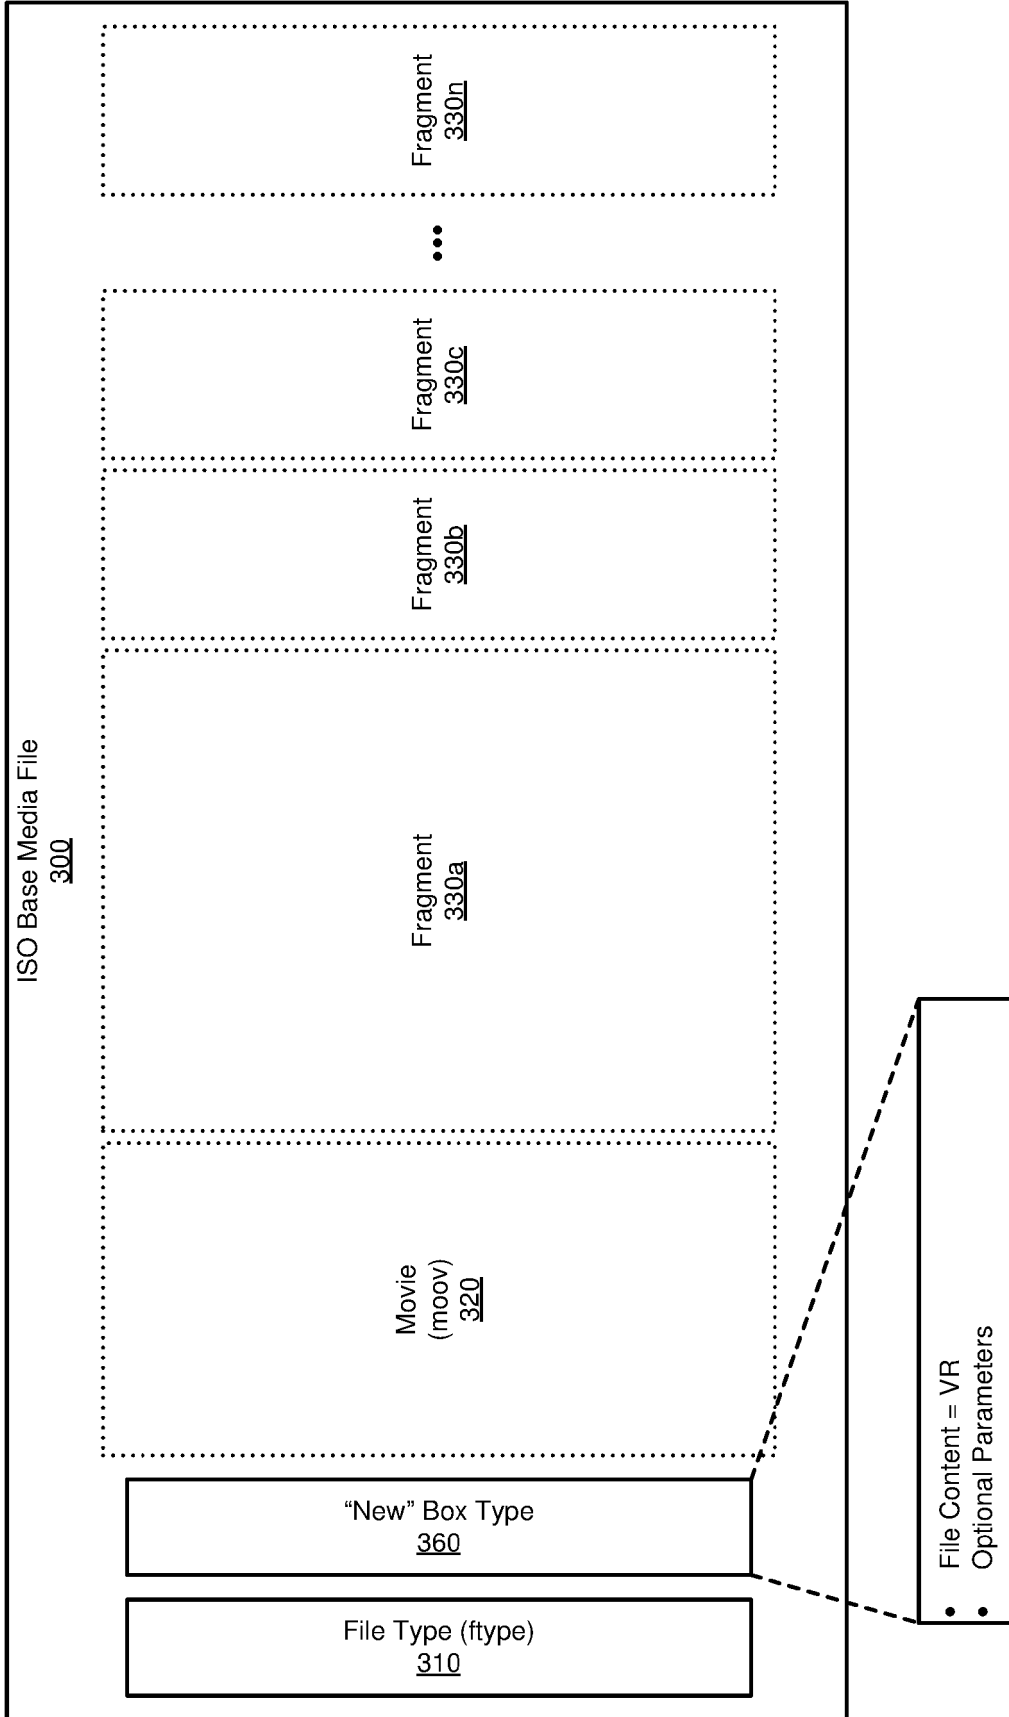 ISO Base Media File
300
File Type (ftype)
310
“New” Box Type
360
Movie
(moov)
320
Fragment
330a
Fragment
330b
Fragment
330c
•••
Fragment
330n
• File Content = VR
• Optional Parameters